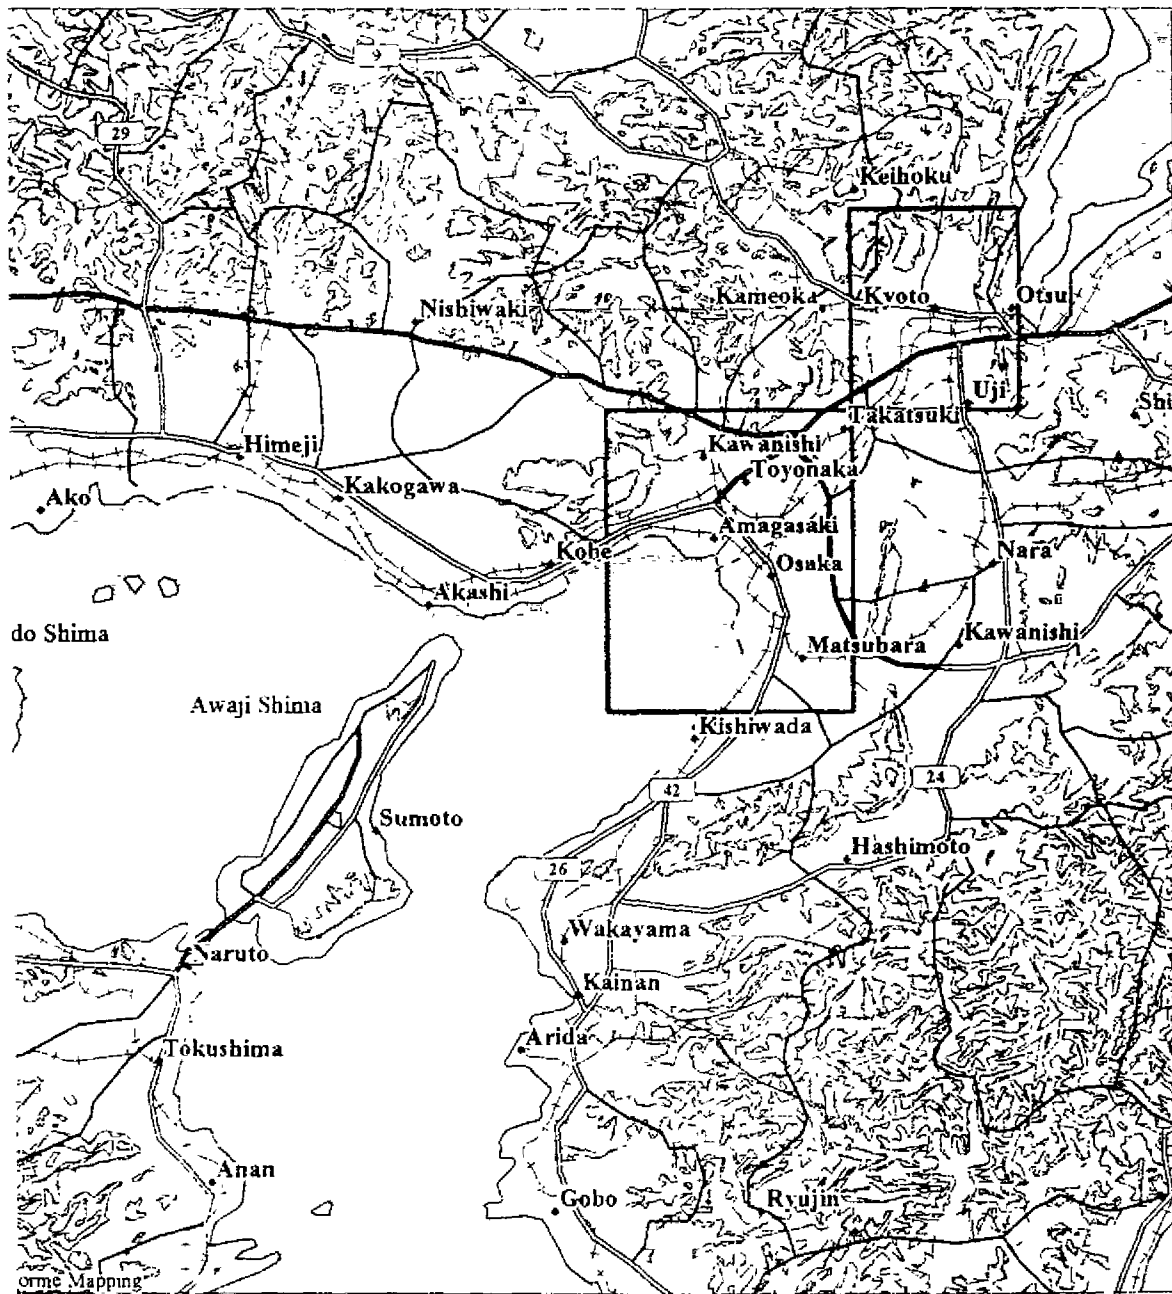 9
29
Keihoku
Nishiwaki
Kameoka
Kyoto
Otsu
Uji
Shi
Takatsuki
Himeji
Kawanishi
Toyonaka
Kakogawa
Ako
Amagasaki
Kobe
Osaka
Nara
Akashi
do Shima
Kawanishi
Matsubara
Awaji Shima
Kishiwada
24
42
Sumoto
Hashimoto
26
Wakayama
Naruto
Kainan
Arida
Tokushima
Anan
Gobo
Ryujin
orme Mapping